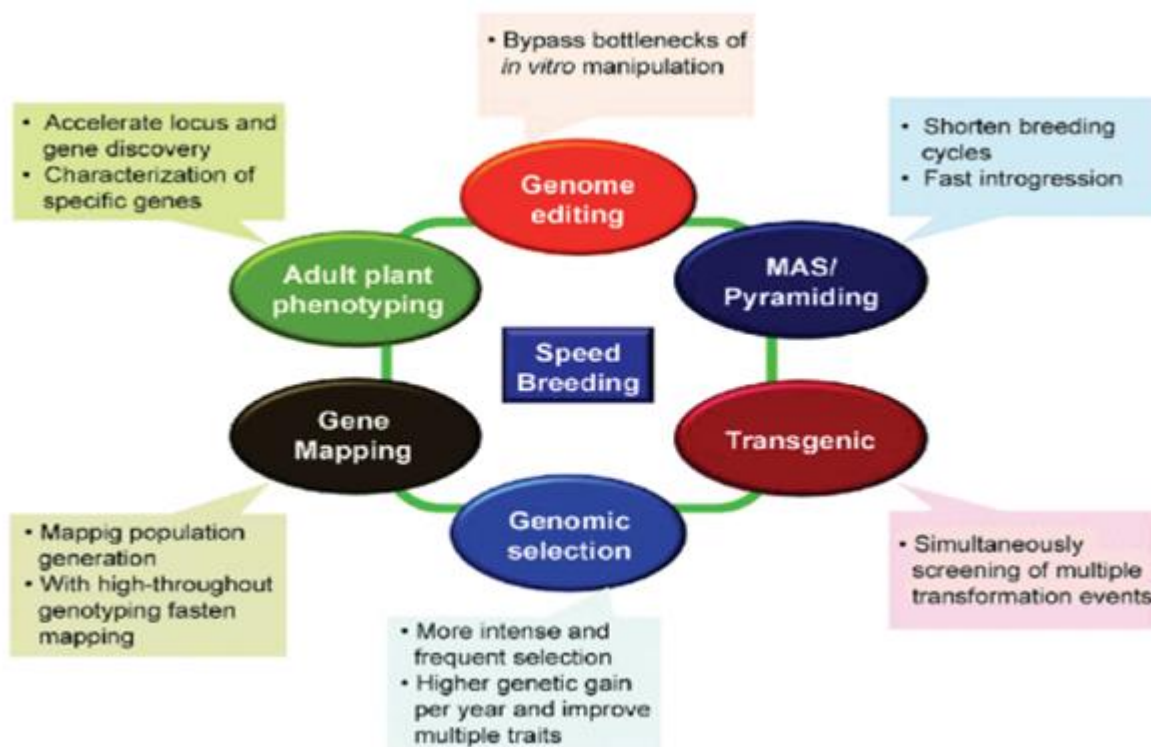 • Bypass bottlenecks of
in vitro manipulation
• Accelerate locus and
gene discovery
• Characterization of
specific genes
• Shorten breeding
cycles
• Fast introgression
Genome
editing
Adult plant
phenotyping
MAS/
Pyramiding
Speed
Breeding
Gene
Mapping
Transgenic
Genomic
selection
• Mappig population
generation
• With high-throughout
genotyping fasten
mapping
• Simultaneously
screening of multiple
transformation events
• More intense and
frequent selection
• Higher genetic gain
per year and improve
multiple traits